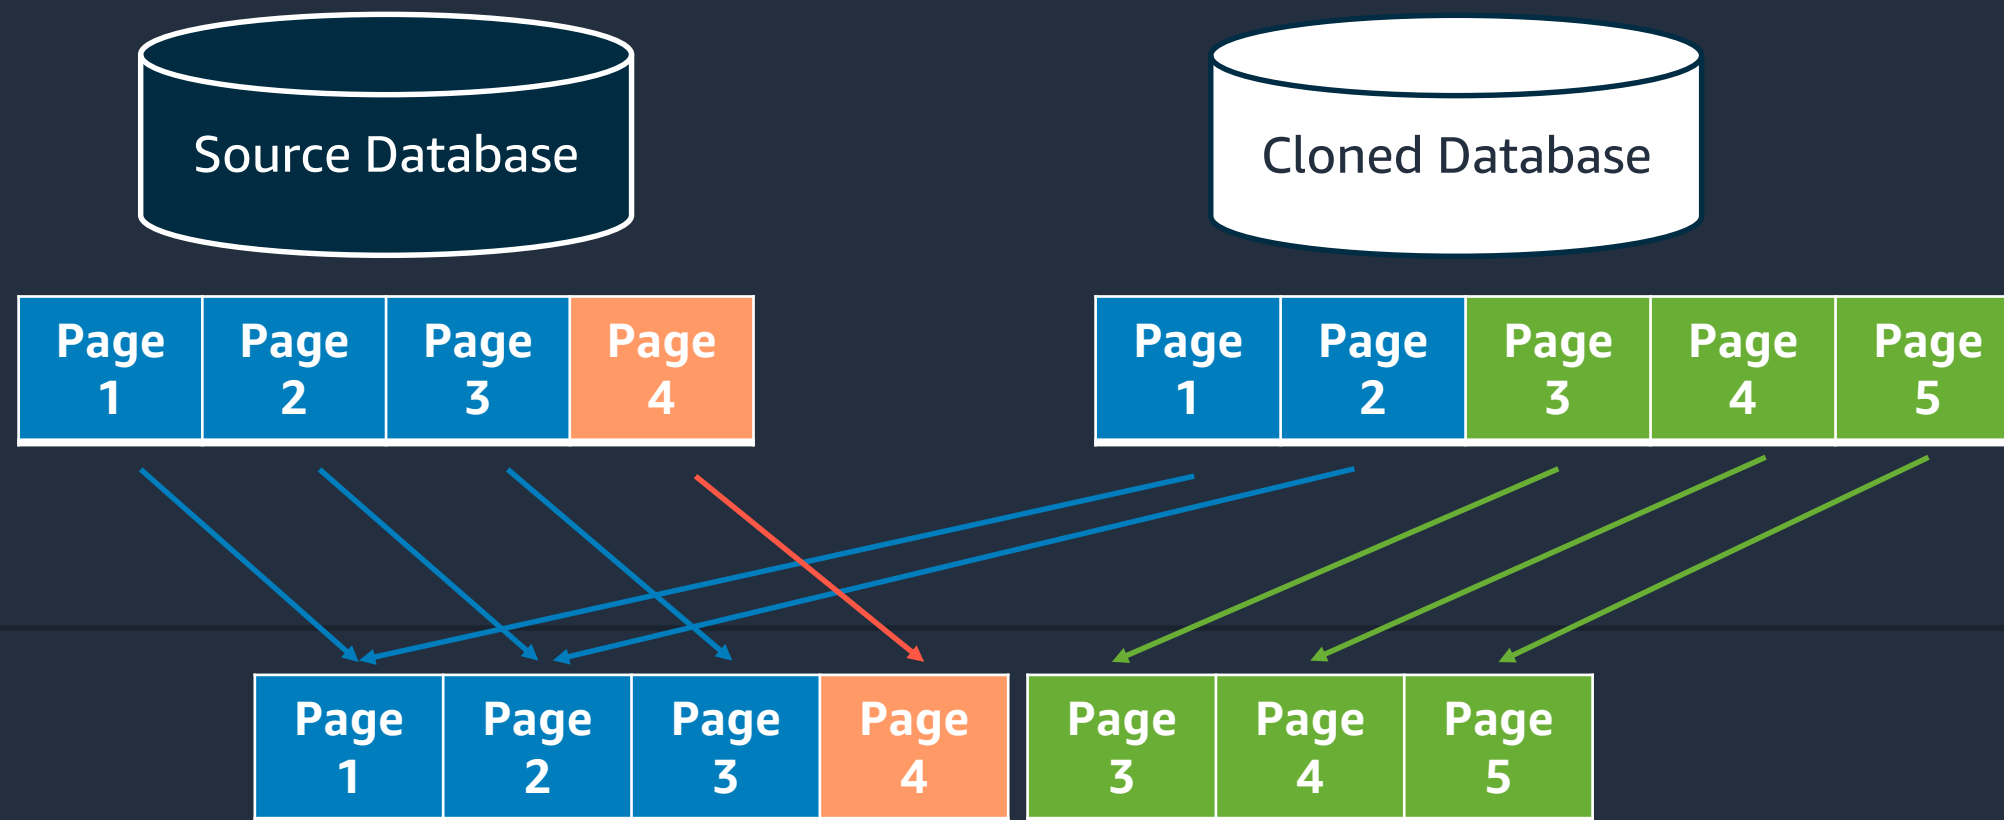 Source Database
Cloned Database
Page Page Page Page
1 2 3 4
Page Page Page Page Page
1 2 3 4 5
Page Page Page Page Page Page Page
1 2 3 4 3 4 5